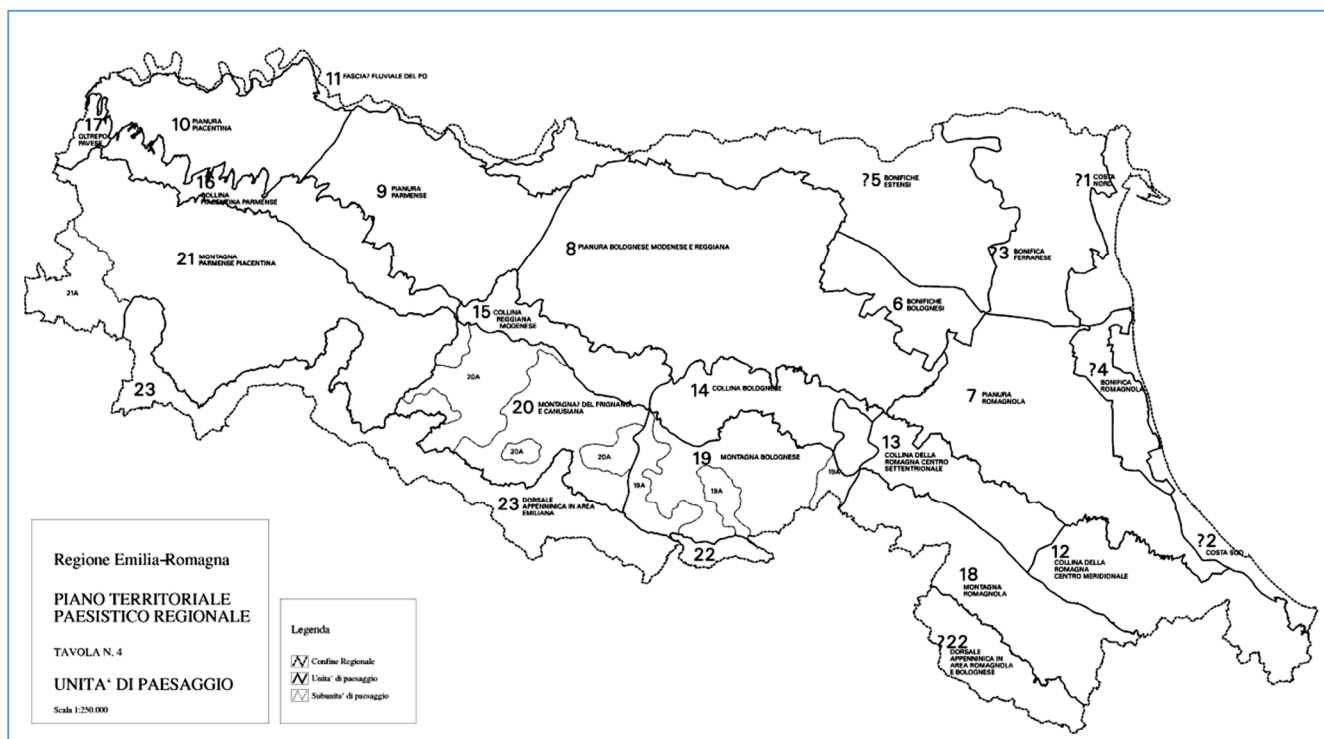 11 FASCIA? FLUVIALE DEL PO
10 PIANURA
PIACENTINA
17
OLTREPO
PAVESE
16
COLLINA
PIACENTINA PARMENSE
9 PIANURA
PARMENSE
?5 BONIFICHE
ESTENSI
?1 COSTA
NORD
8 PIANURA BOLOGNESE MODENESE E REGGIANA
?3 BONIFICA
FERRARESE
21 MONTAGNA
PARMENSE PIACENTINA
21A
6 BONIFICHE
BOLOGNESI
15 COLLINA
REGGIANA
MODENESE
?4
BONIFICA
ROMAGNOLA
20A
23
14 COLLINA BOLOGNESE
7 PIANURA
ROMAGNOLA
20 MONTAGNA? DEL FRIGNANO
E CANUSIANA
20A
20A
19 MONTAGNA BOLOGNESE
19A
19A
19A
13
COLLINA DELLA
ROMAGNA CENTRO
SETTENTRIONALE
23 DORSALE
APPENNINICA IN AREA
EMILIANA
22
?2
COSTA SUD
12
COLLINA DELLA
ROMAGNA
CENTRO MERIDIONALE
18
MONTAGNA
ROMAGNOLA
?22
DORSALE
APPENNINICA IN
AREA ROMAGNOLA
E BOLOGNESE
Regione Emilia-Romagna
PIANO TERRITORIALE
PAESISTICO REGIONALE
TAVOLA N. 4
UNITA' DI PAESAGGIO
Scala 1:250.000
Legenda
Confine Regionale
Unita' di paesaggio
Subunita' di paesaggio